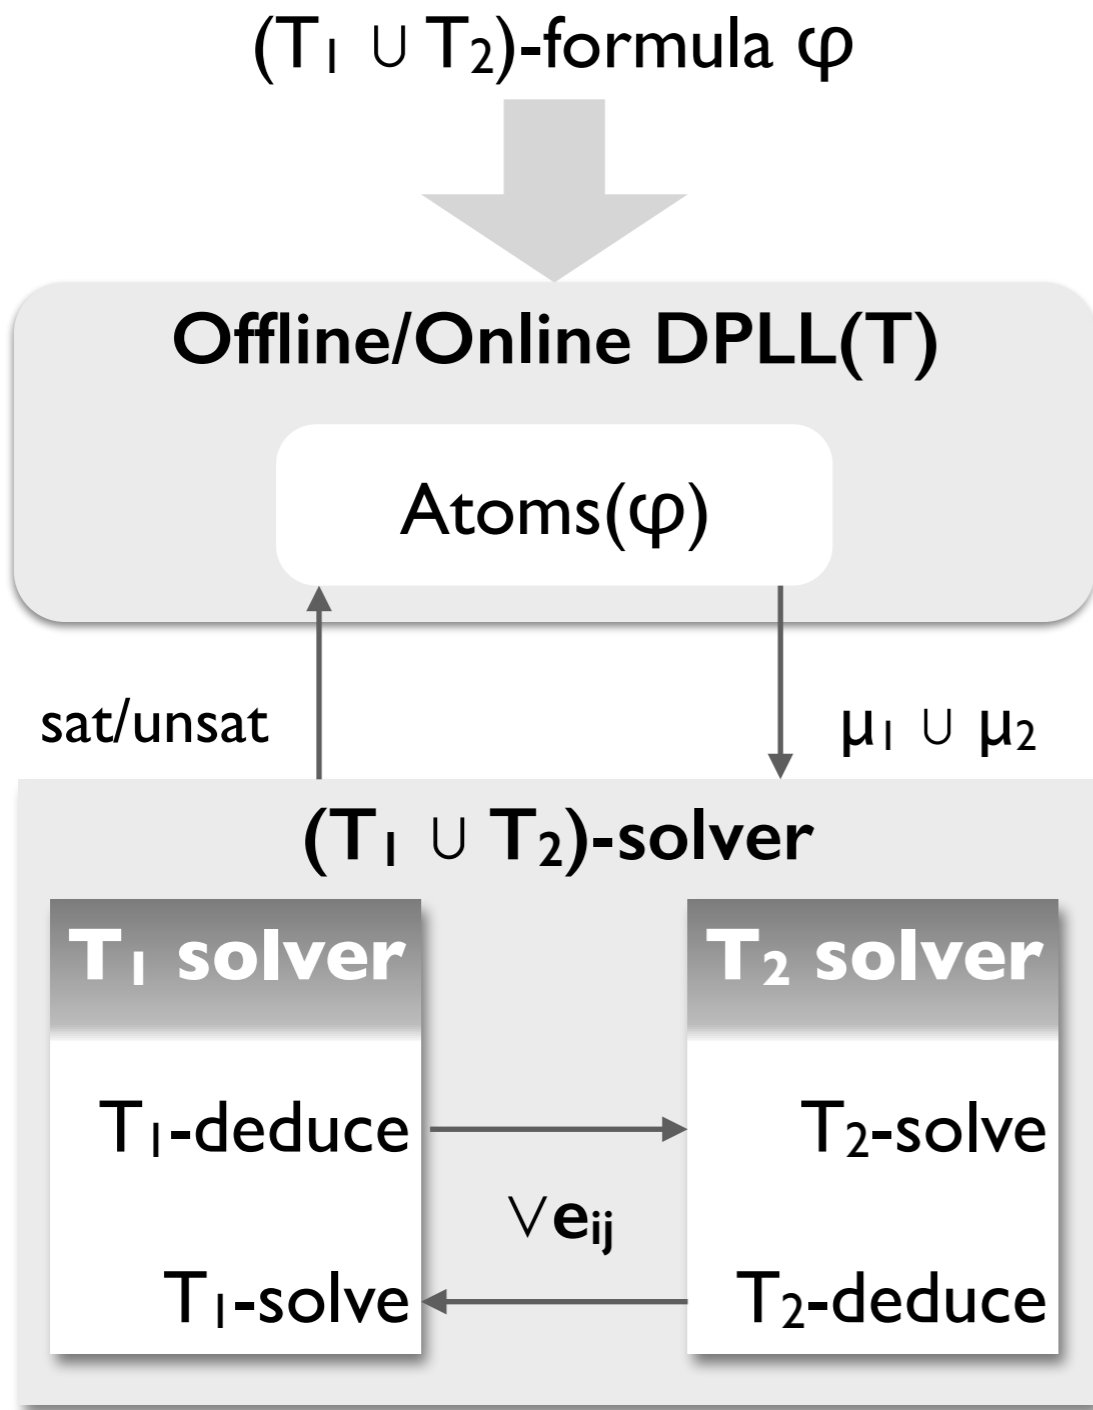 (T₁ ∪ T₂)-formula φ
Offline/Online DPLL(T)
Atoms(φ)
sat/unsat
μ₁ ∪ μ₂
(T₁ ∪ T₂)-solver
T₁ solver
T₂ solver
T₁-deduce
T₂-solve
∨eᵢⱼ
T₁-solve
T₂-deduce